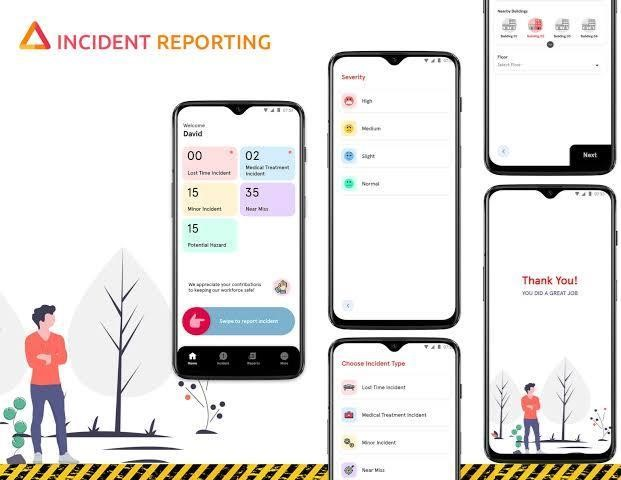 INCIDENT REPORTING
Welcome
David
00
Lost Time Incident
02
Medical Treatment
Incident
15
Minor Incident
35
Near Miss
15
Potential Hazard
We appreciate your contributions
to keeping our workforce safe!
Swipe to report incident
Home
Incident
Reports
More
Severity
High
Medium
Slight
Normal
Choose Incident Type
Lost Time Incident
Medical Treatment Incident
Minor Incident
Near Miss
Nearby Buildings
Building 01
Building 02
Building 03
Building 04
Floor
Select Floor
Next
Thank You!
YOU DID A GREAT JOB